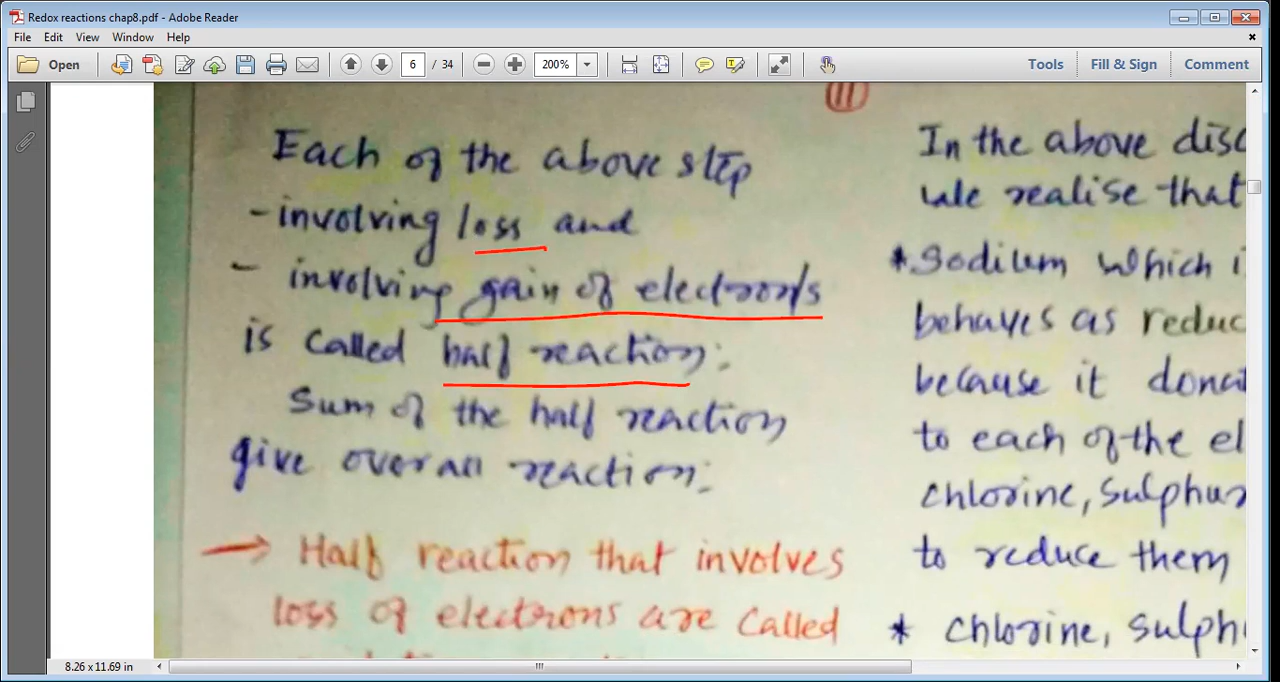 Redox reactions chap8.pdf - Adobe Reader
File Edit View Window Help
Open 6 / 34 200% Tools Fill & Sign Comment
III
Each of the above step
- involving loss and
- involving gain of electrons
is called half reaction.
Sum of the half reaction
give overall reaction.
→ Half reaction that involves
loss of electrons are called
In the above disc
we realise that
* Sodium which i
behaves as reduc
because it dona
to each of the el
chlorine, sulphur
to reduce them
* chlorine, sulph
8.26 x 11.69 in